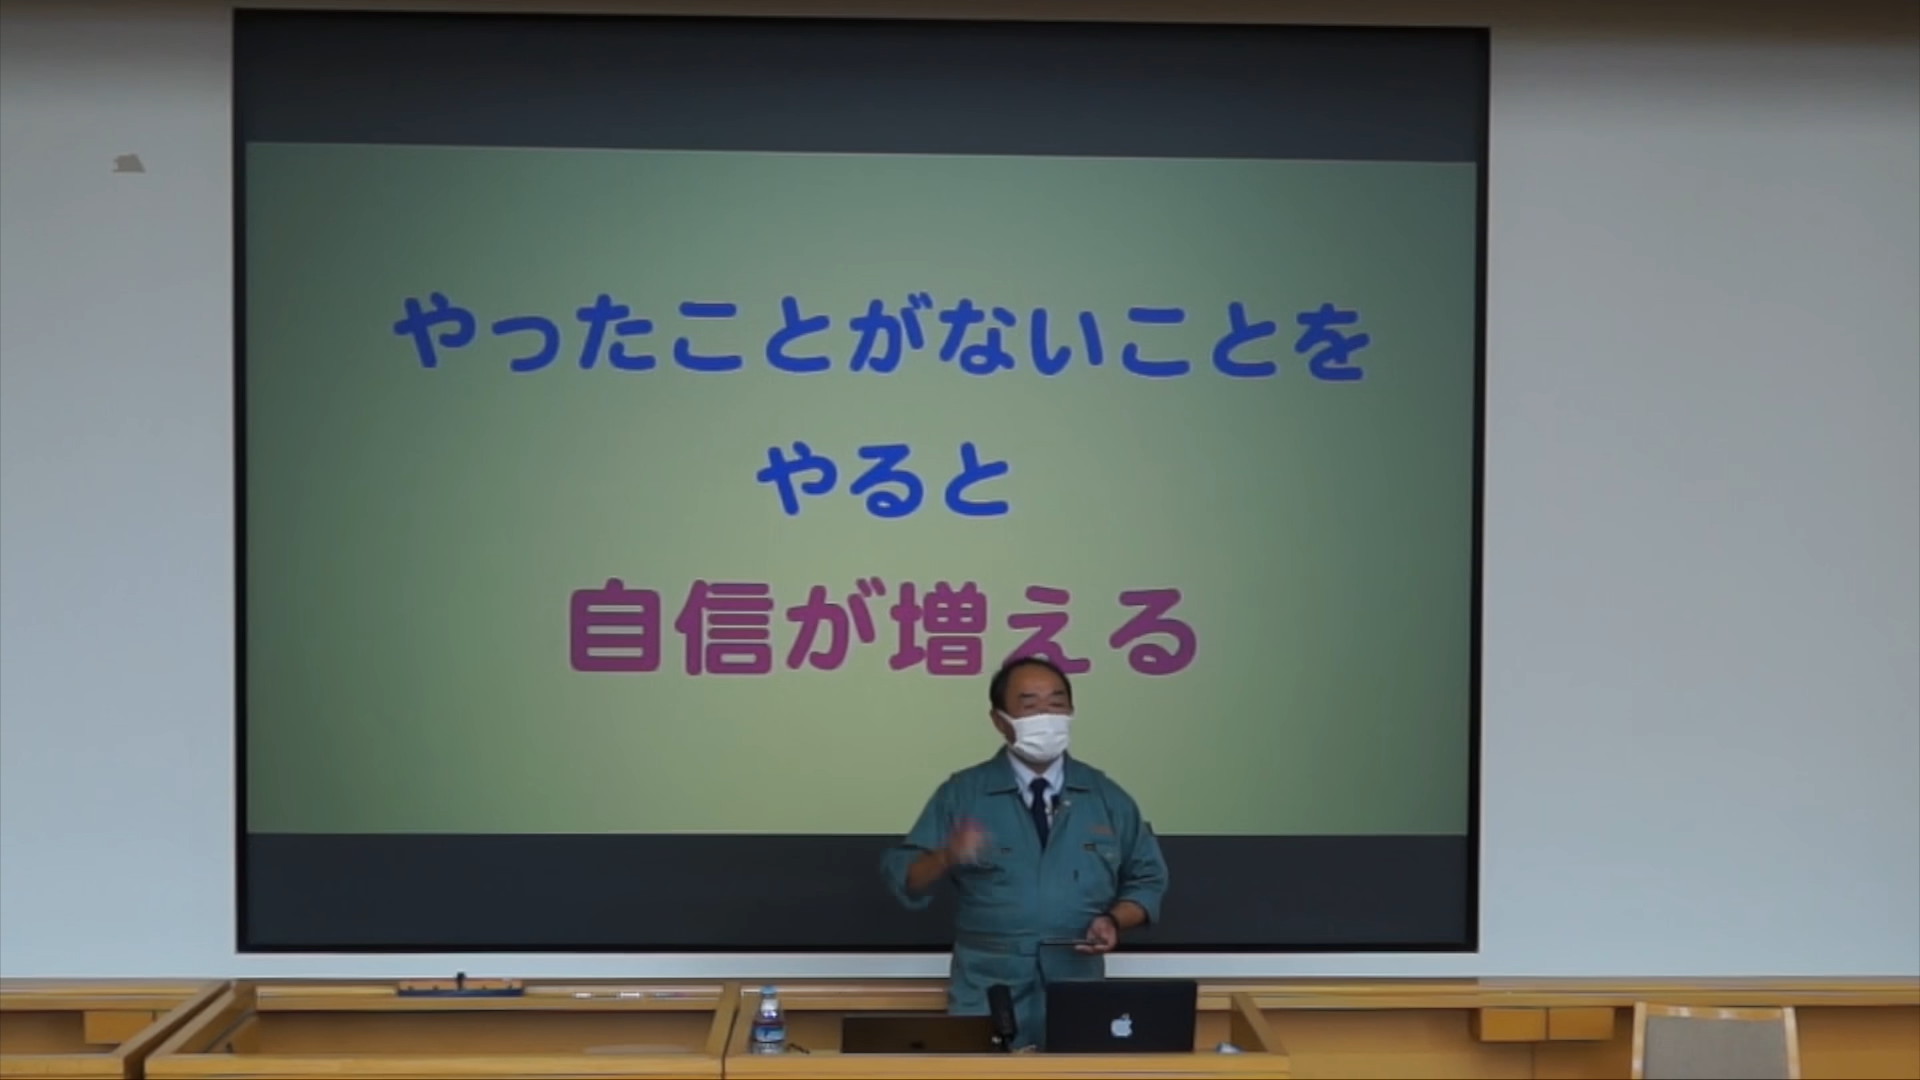 やったことがないことを
やると
自信が増える